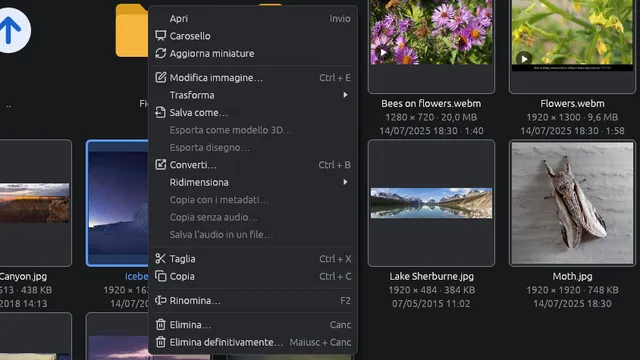 Apri Invio
Carosello
Aggiorna miniature
Modifica immagine… Ctrl + E
Trasforma
Salva come…
Esporta come modello 3D…
Esporta disegno…
Converti… Ctrl + B
Ridimensiona
Copia con i metadati…
Copia senza audio…
Salva l'audio in un file…
Taglia Ctrl + X
Copia Ctrl + C
Rinomina… F2
Elimina… Canc
Elimina definitivamente… Maiusc + Canc
..
Bees on flowers.webm
1280 × 720 · 20,0 MB
14/07/2025 18:30 · 1:40
Flowers.webm
1920 × 1300 · 9,6 MB
14/07/2025 18:30 · 1:58
Canyon.jpg
513 · 438 KB
2018 14:13
Icebe
1920 × 16
14/07/20
Lake Sherburne.jpg
1920 × 484 · 384 KB
07/05/2015 11:02
Moth.jpg
1920 × 1920 · 748 KB
14/07/2025 18:30